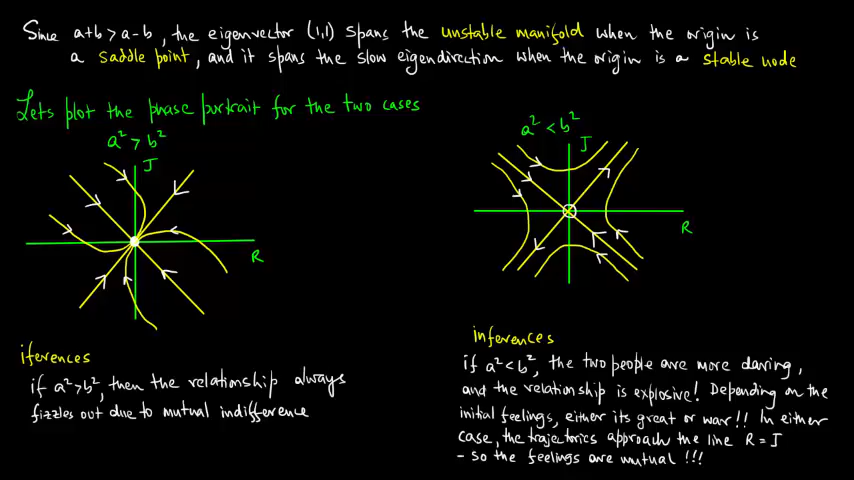 Since a+b > a-b, the eigenvector (1,1) spans the unstable manifold when the origin is
a saddle point, and it spans the slow eigendirection when the origin is a stable node
Lets plot the phase portrait for the two cases
a² > b²
J
R
iferences
if a²>b², then the relationship always
fizzles out due to mutual indifference
a² < b²
J
R
inferences
if a²<b², the two people are more daring,
and the relationship is explosive! Depending on the
initial feelings, either its great or war!! In either
case, the trajectories approach the line R = J
- so the feelings are mutual !!!